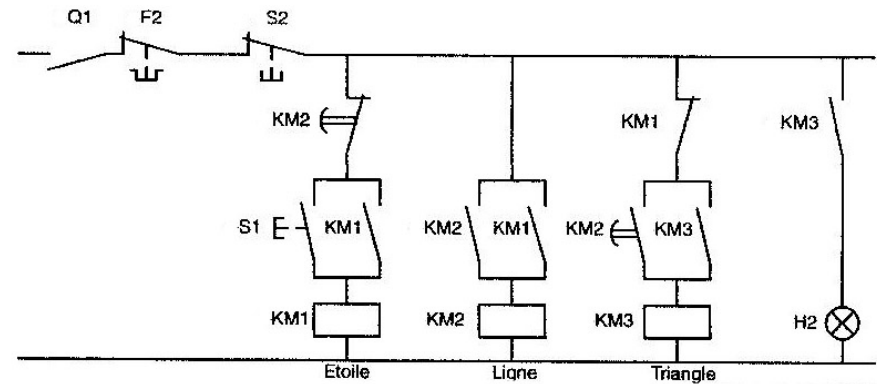 Q1 F2 S2
KM2 KM1 KM3
S1 KM1 KM2 KM1 KM2 KM3
KM1 KM2 KM3 H2
Etoile Ligne Triangle